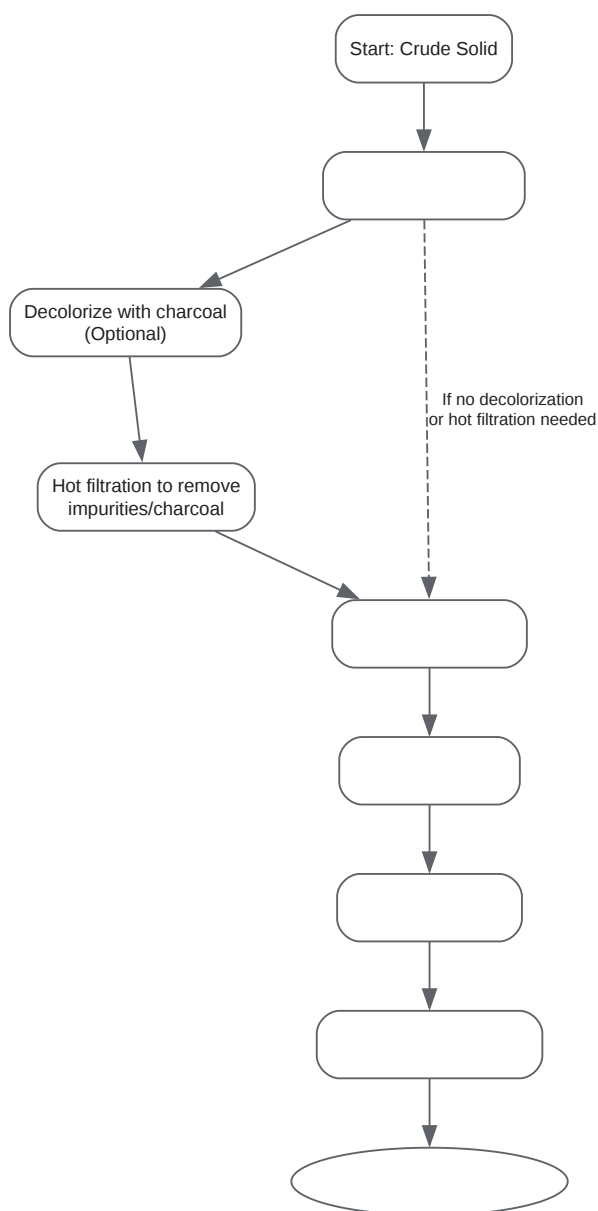 Start: Crude Solid
Decolorize with charcoal
(Optional)
If no decolorization
or hot filtration needed
Hot filtration to remove
impurities/charcoal